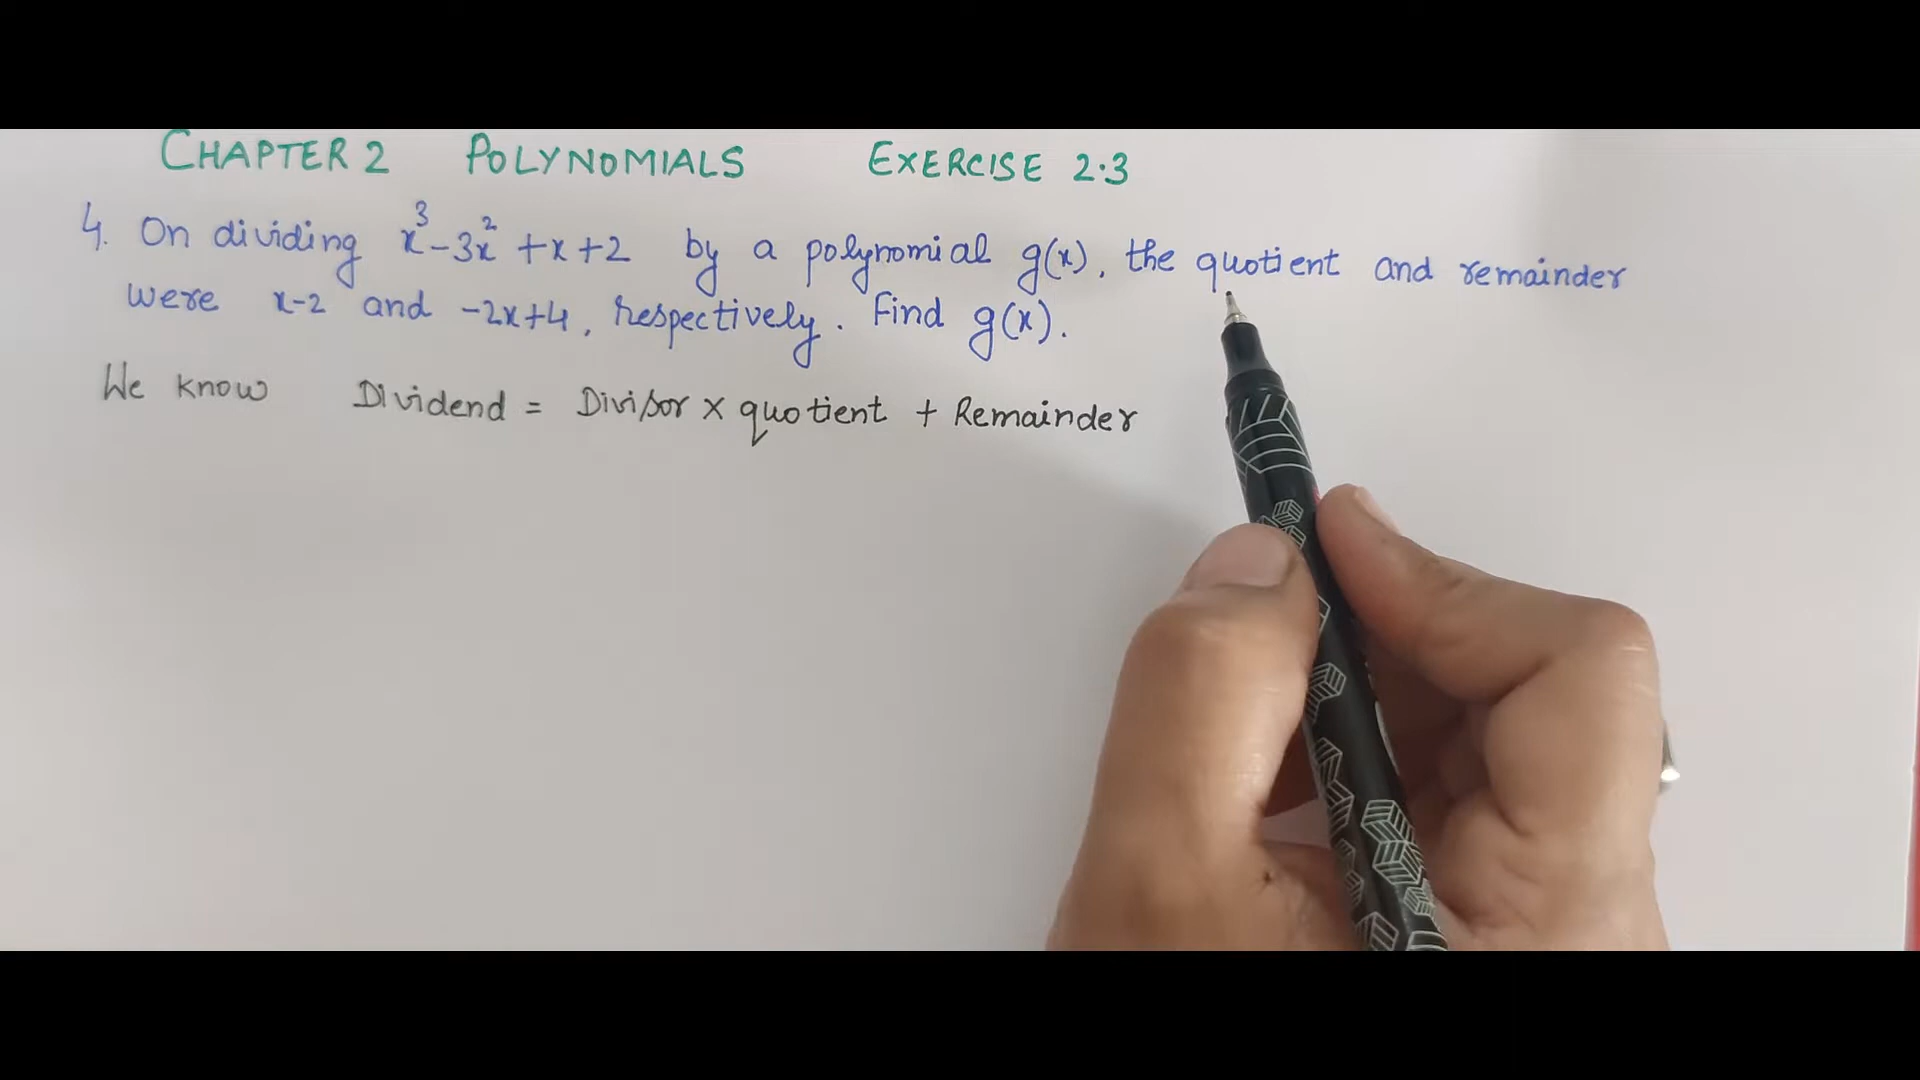 CHAPTER 2 POLYNOMIALS EXERCISE 2.3
4. On dividing x³-3x²+x+2 by a polynomial g(x), the quotient and remainder
were x-2 and -2x+4, respectively. Find g(x).
We know Dividend = Divisor × quotient + Remainder